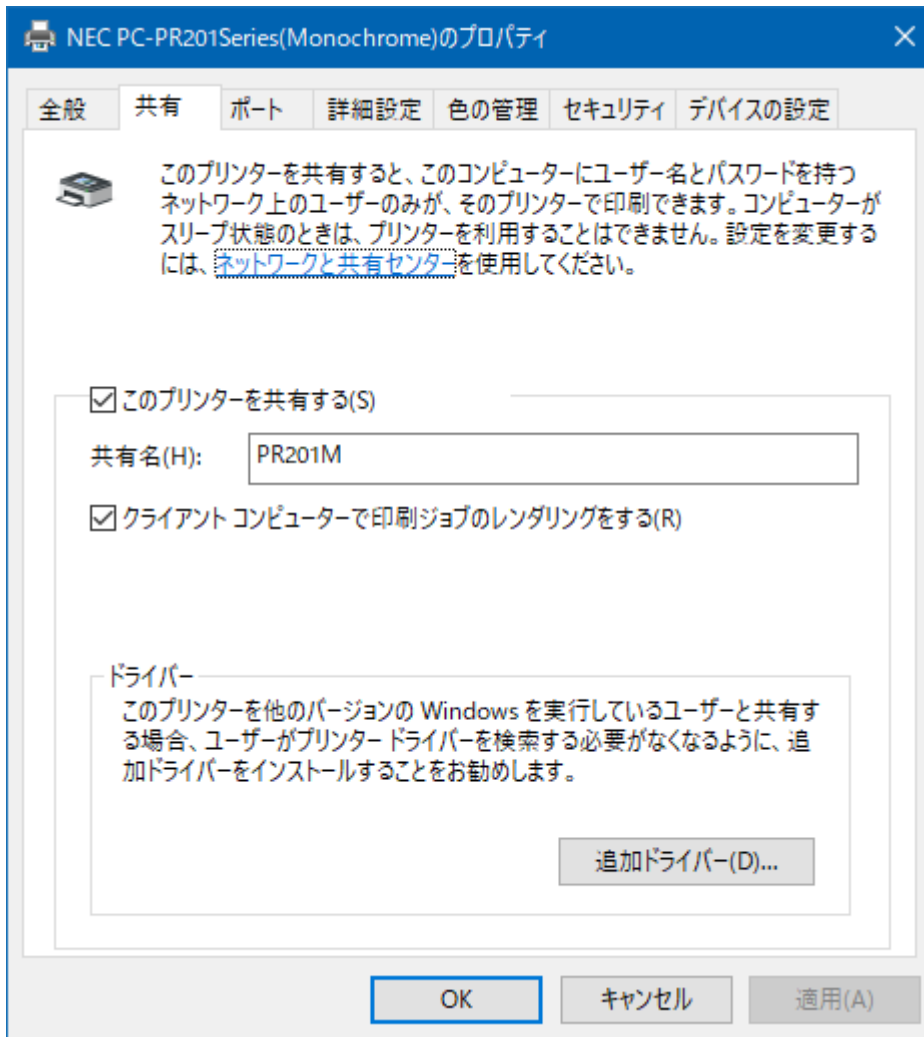 NEC PC-PR201Series(Monochrome)のプロパティ
全般 共有 ポート 詳細設定 色の管理 セキュリティ デバイスの設定
このプリンターを共有すると、このコンピューターにユーザー名とパスワードを持つ
ネットワーク上のユーザーのみが、そのプリンターで印刷できます。コンピューターが
スリープ状態のときは、プリンターを利用することはできません。設定を変更する
には、ネットワークと共有センターを使用してください。
このプリンターを共有する(S)
共有名(H): PR201M
クライアント コンピューターで印刷ジョブのレンダリングをする(R)
ドライバー
このプリンターを他のバージョンの Windows を実行しているユーザーと共有す
る場合、ユーザーがプリンター ドライバーを検索する必要がなくなるように、追
加ドライバーをインストールすることをお勧めします。
追加ドライバー(D)...
OK キャンセル 適用(A)